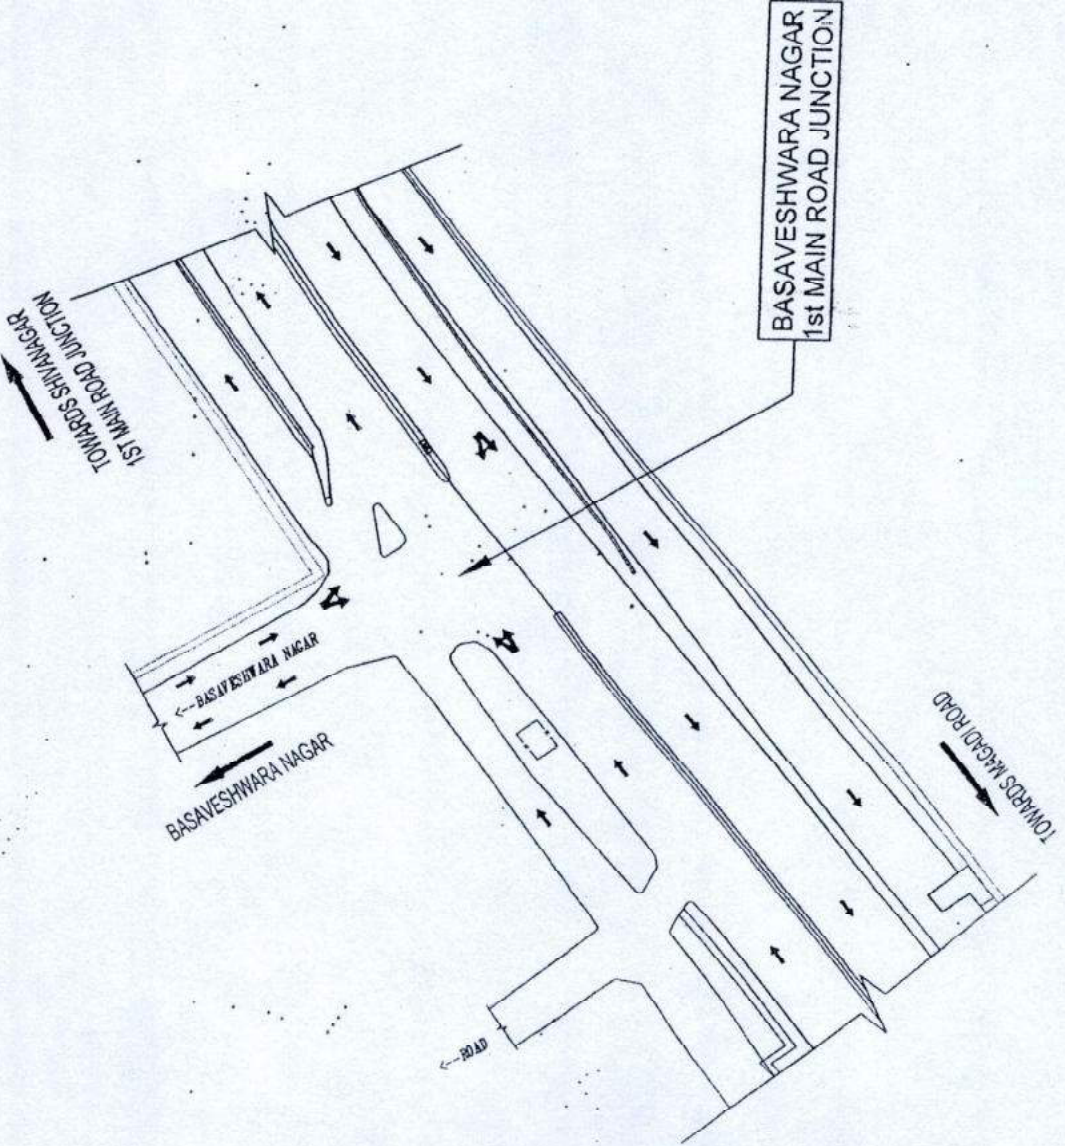 BASAVESHWARA NAGAR
1st MAIN ROAD JUNCTION
TOWARDS SHIVANAGAR
1ST MAIN ROAD JUNCTION
<---BASAVESHWARA NAGAR
BASAVESHWARA NAGAR
TOWARDS MAGADI ROAD
<---ROAD